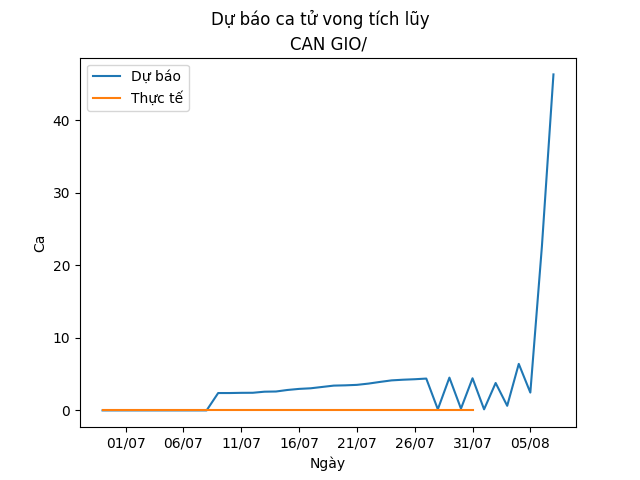 Dự báo ca tử vong tích lũy
CAN GIO/
Dự báo
Thực tế
40
30
20
10
0
Ca
01/07 06/07 11/07 16/07 21/07 26/07 31/07 05/08
Ngày